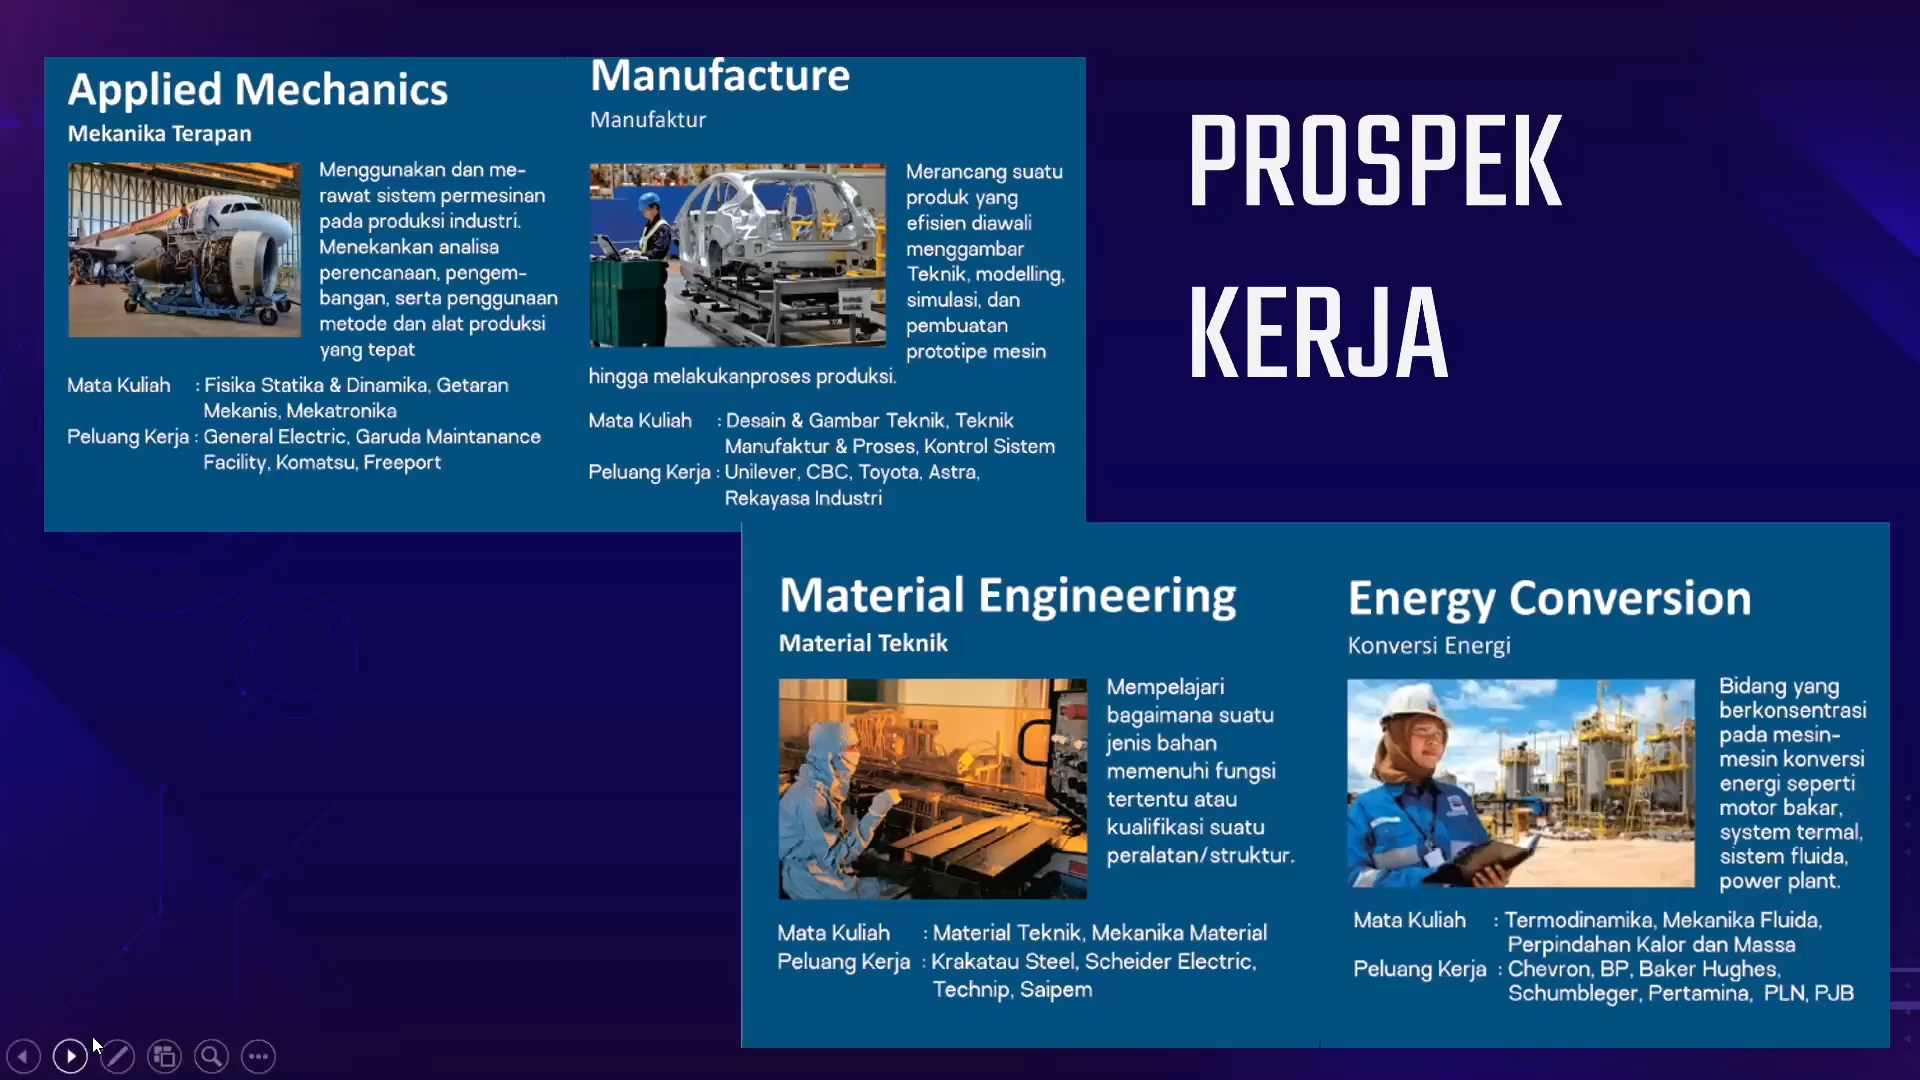 PROSPEK
KERJA
Applied Mechanics
Mekanika Terapan
Menggunakan dan me-
rawat sistem permesinan
pada produksi industri.
Menekankan analisa
perencanaan, pengem-
bangan, serta penggunaan
metode dan alat produksi
yang tepat
Mata Kuliah : Fisika Statika & Dinamika, Getaran
Mekanis, Mekatronika
Peluang Kerja : General Electric, Garuda Maintanance
Facility, Komatsu, Freeport
Manufacture
Manufaktur
Merancang suatu
produk yang
efisien diawali
menggambar
Teknik, modelling,
simulasi, dan
pembuatan
prototipe mesin
hingga melakukanproses produksi.
Mata Kuliah : Desain & Gambar Teknik, Teknik
Manufaktur & Proses, Kontrol Sistem
Peluang Kerja : Unilever, CBC, Toyota, Astra,
Rekayasa Industri
Material Engineering
Material Teknik
Mempelajari
bagaimana suatu
jenis bahan
memenuhi fungsi
tertentu atau
kualifikasi suatu
peralatan/struktur.
Mata Kuliah : Material Teknik, Mekanika Material
Peluang Kerja : Krakatau Steel, Scheider Electric,
Technip, Saipem
Energy Conversion
Konversi Energi
Bidang yang
berkonsentrasi
pada mesin-
mesin konversi
energi seperti
motor bakar,
system termal,
sistem fluida,
power plant.
Mata Kuliah : Termodinamika, Mekanika Fluida,
Perpindahan Kalor dan Massa
Peluang Kerja : Chevron, BP, Baker Hughes,
Schumbleger, Pertamina, PLN, PJB